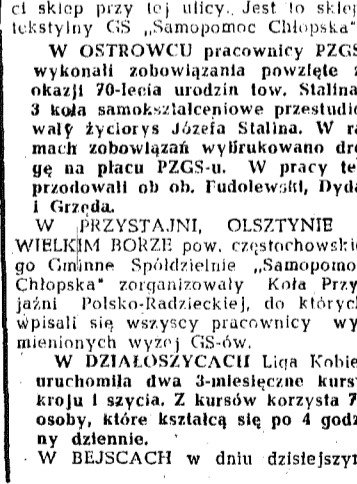 ci sklep przy tej ulicy. Jest to sklep
tekstylny GS „Samopomoc Chłopska"
W OSTROWCU pracownicy PZGS
wykonali zobowiązania powzięte z
okazji 70-lecia urodzin tow. Stalina
3 koła samokształceniowe przestudio
wały życiorys Józefa Stalina. W ra
mach zobowiązań wybrukowano dro
gę na placu PZGS-u. W pracy te
przodowali ob ob. Fudolewski, Dyda
i Grzęda.
W PRZYSTAJNI, OLSZTYNIE
WIELKIM BORZE pow. częstochowskie
go Gminne Spółdzielnie „Samopomo
Chłopska" zorganizowały Koła Przy
jaźni Polsko-Radzieckiej, do których
wpisali się wszyscy pracownicy wy
mienionych wyżej GS-ów.
W DZIAŁOSZYCACH Liga Kobie
uruchomiła dwa 3-miesięczne kursy
kroju i szycia. Z kursów korzysta 7
osoby, które kształcą się po 4 godz
ny dziennie.
W BEJSCACH w dniu dzisiejszym